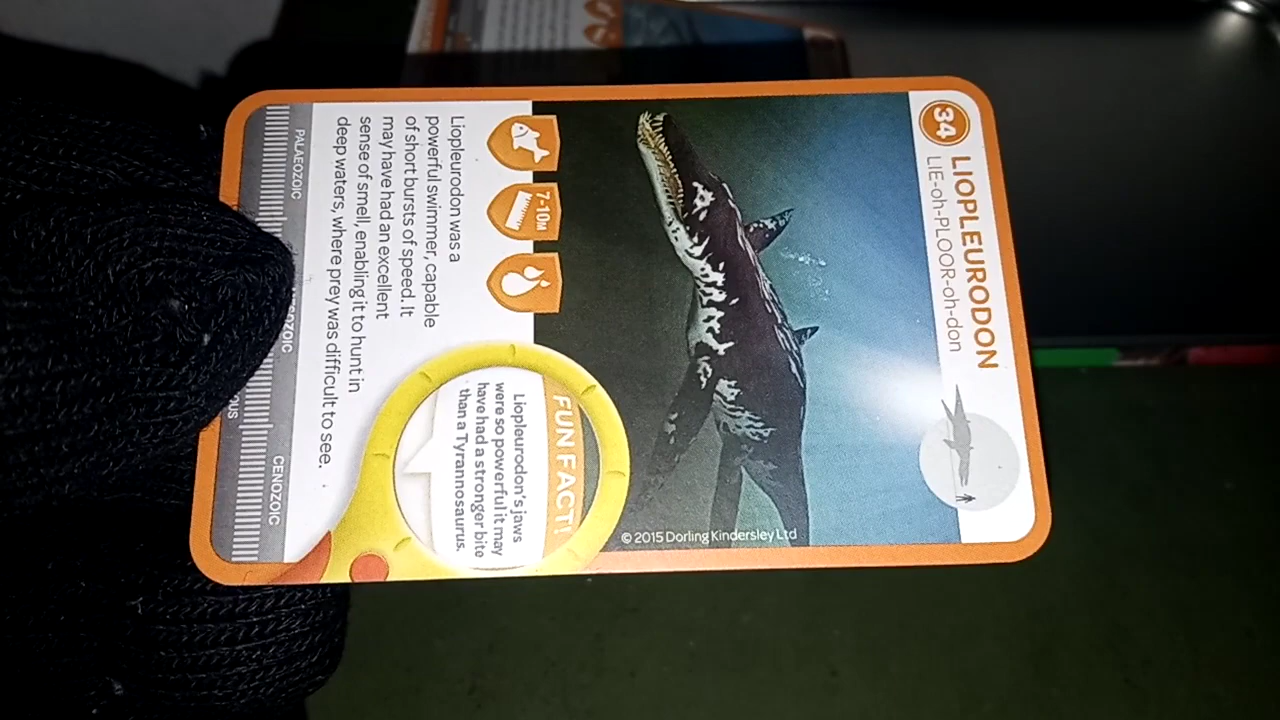 34
LIOPLEURODON
LIE-oh-PLOOR-oh-don
© 2015 Dorling Kindersley Ltd
7-10M
FUN FACT!
Liopleurodon's jaws
were so powerful it may
have had a stronger bite
than a Tyrannosaurus.
Liopleurodon was a
powerful swimmer, capable
of short bursts of speed. It
may have had an excellent
sense of smell, enabling it to hunt in
deep waters, where prey was difficult to see.
PALAEOZOIC
CENOZOIC